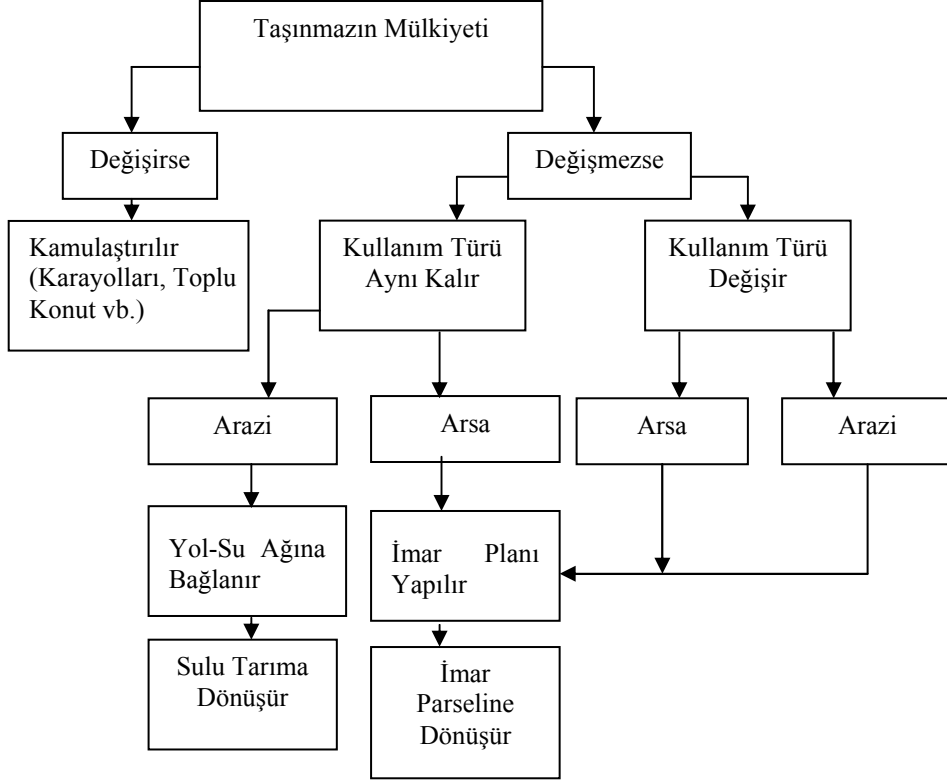 Taşınmazın Mülkiyeti
Değişirse
Değişmezse
Kamulaştırılır
(Karayolları, Toplu
Konut vb.)
Kullanım Türü
Aynı Kalır
Kullanım Türü
Değişir
Arazi
Arsa
Arsa
Arazi
Yol-Su Ağına
Bağlanır
İmar Planı
Yapılır
Sulu Tarıma
Dönüşür
İmar
Parseline
Dönüşür